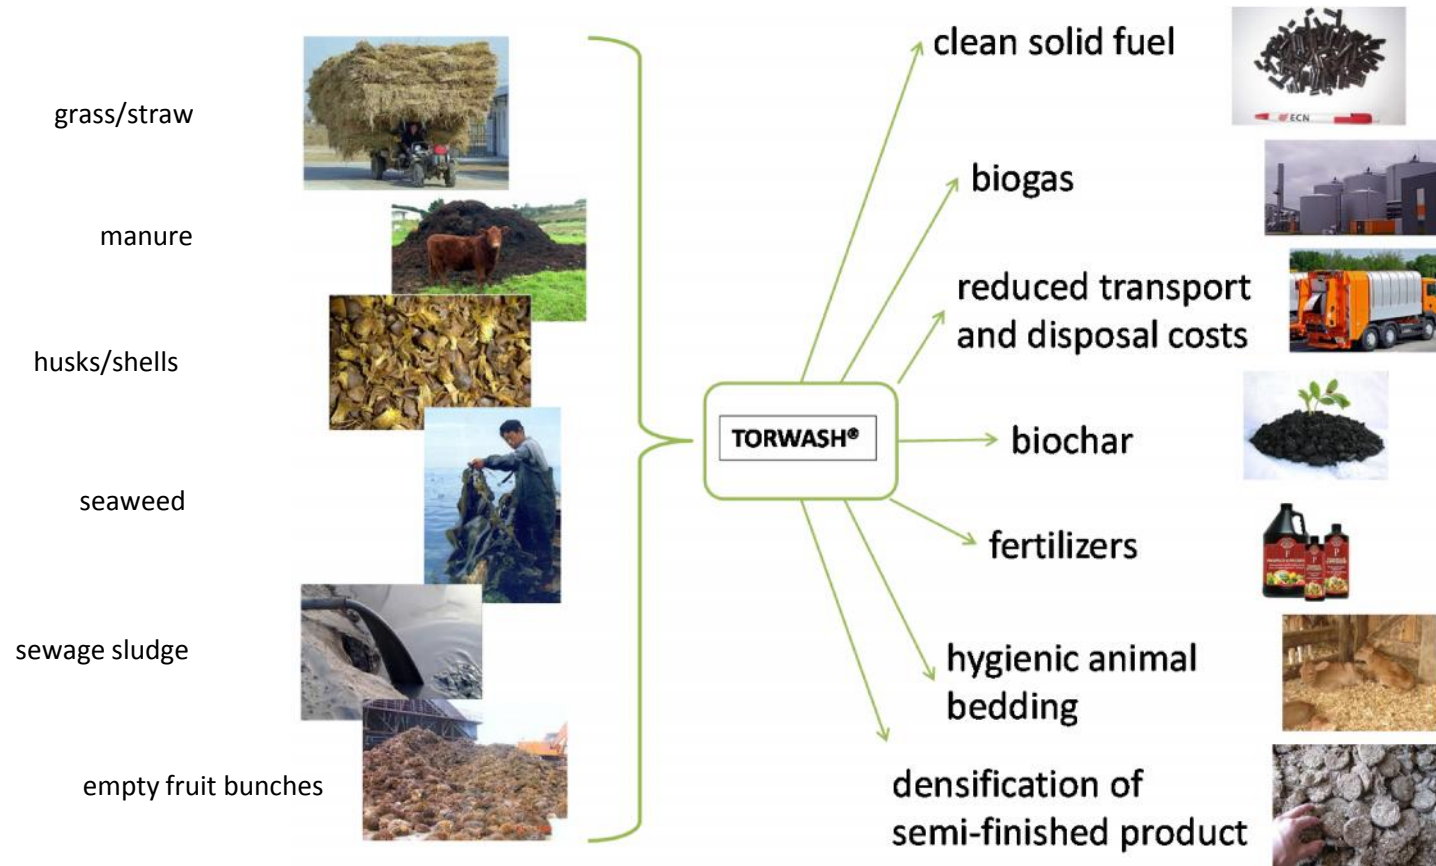 grass/straw
manure
husks/shells
seaweed
sewage sludge
empty fruit bunches
TORWASH®
clean solid fuel
ECN
biogas
reduced transport
and disposal costs
biochar
fertilizers
P
P
P
hygienic animal
bedding
densification of
semi-finished product